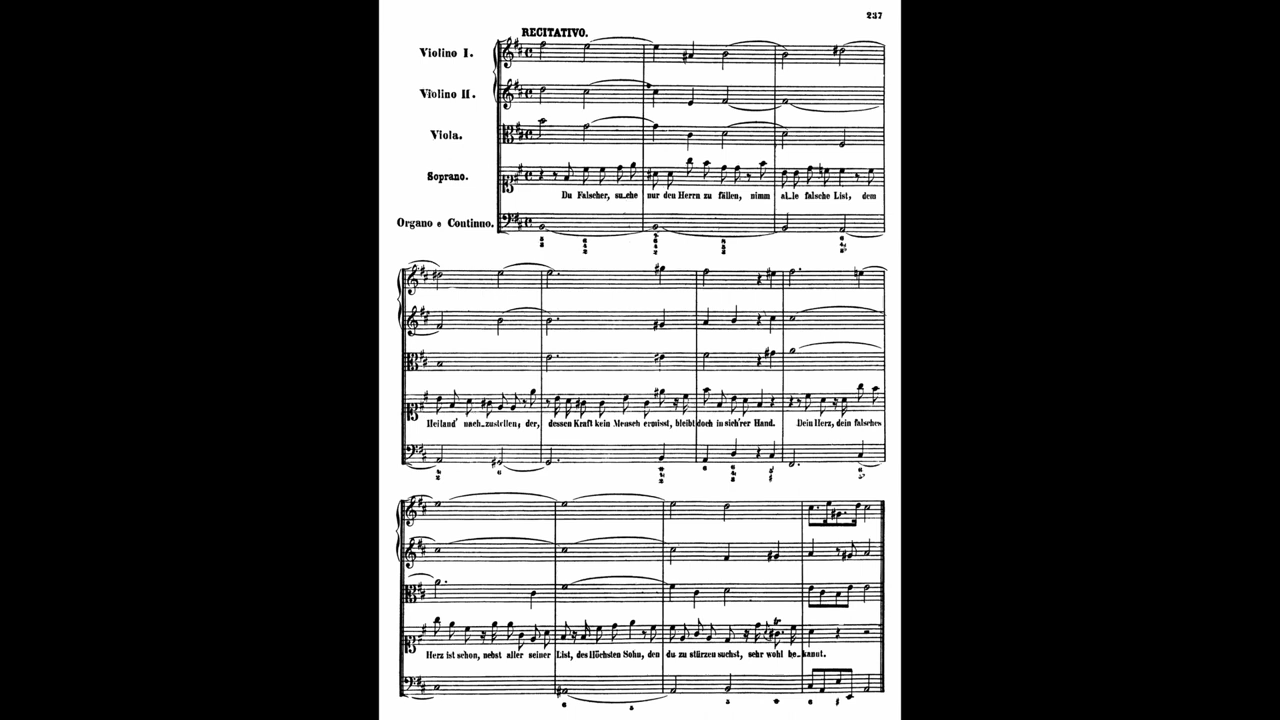 237
RECITATIVO.
Violino I.
Violino II.
Viola.
Soprano.
Du Falscher, su_che nur den Herrn zu fällen, nimm al_le falsche List, dem
Organo e Continuo.
Heiland' nach_zustellen, der, dessen Kraft kein Mensch ermisst, bleibt doch in sich'rer Hand. Dein Herz, dein falsches
Herz ist schon, nebst aller seiner List, des Höchsten Sohn, den du zu stürzen suchst, sehr wohl be_kannt.